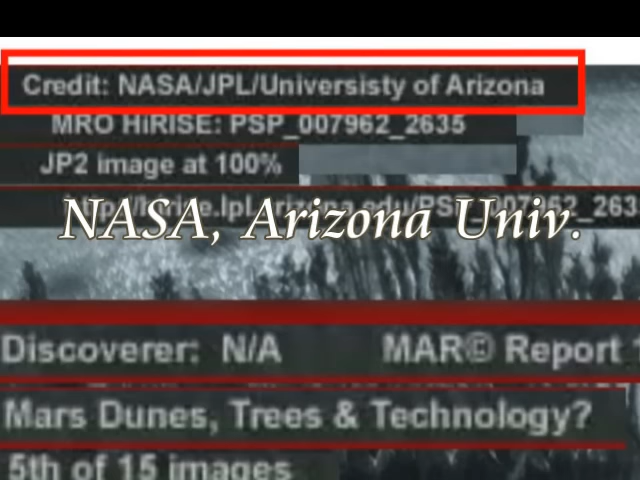 Credit: NASA/JPL/Universisty of Arizona
MRO HiRISE: PSP_007962_2635
JP2 image at 100%
NASA, Arizona Univ.
Discoverer: N/A MAR© Report
Mars Dunes, Trees & Technology?
5th of 15 images